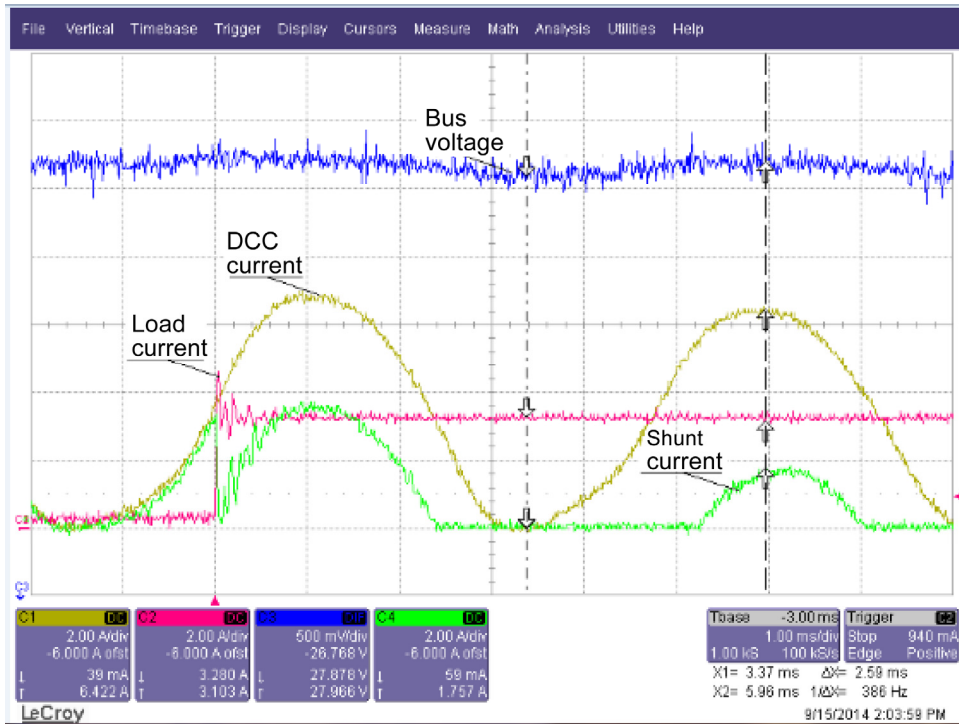 File Vertical Timebase Trigger Display Cursors Measure Math Analysis Utilities Help
Bus
voltage
DCC
current
Load
current
Shunt
current
C3
C1 DC
2.00 A/div
-6.000 A ofst
↓ 39 mA
↑ 6.422 A
C2 DC
2.00 A/div
-6.000 A ofst
↓ 3.280 A
↑ 3.103 A
C3
500 mV/div
-26.768 V
↓ 27.878 V
↑ 27.966 V
C4 DC
2.00 A/div
-6.000 A ofst
↓ 59 mA
↑ 1.757 A
Tbase -3.00 ms
1.00 ms/div
1.00 kS 100 kS/s
Trigger C2
Stop 940 mA
Edge Positive
X1= 3.37 ms ΔX= 2.59 ms
X2= 5.96 ms 1/ΔX= 386 Hz
LeCroy
9/15/2014 2:03:59 PM